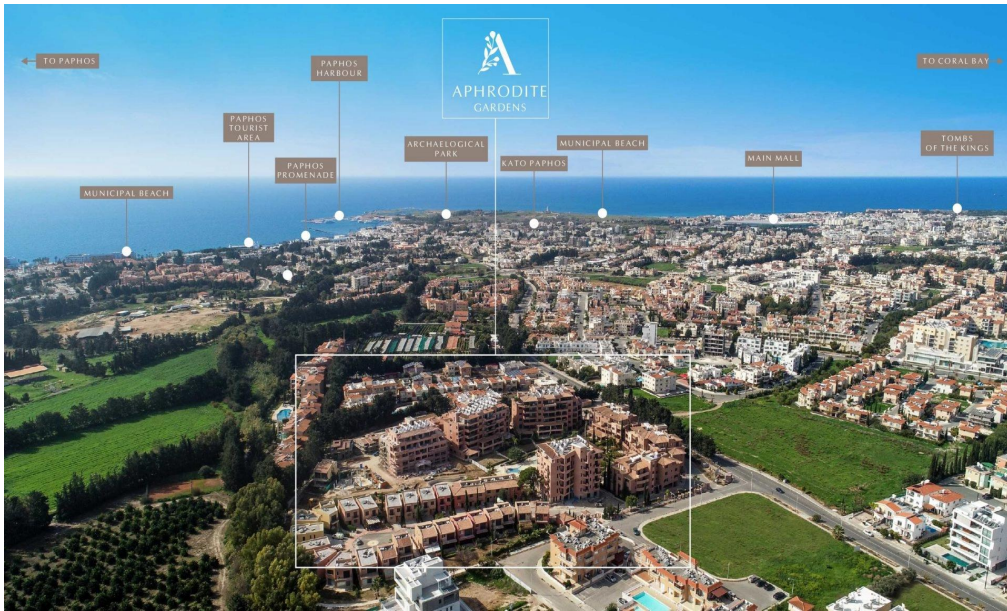 A
APHRODITE
GARDENS
TO PAPHOS
TO CORAL BAY
PAPHOS
HARBOUR
PAPHOS
TOURIST
AREA
PAPHOS
PROMENADE
ARCHAELOGICAL
PARK
KATO PAPHOS
MUNICIPAL BEACH
MAIN MALL
TOMBS
OF THE KINGS
MUNICIPAL BEACH